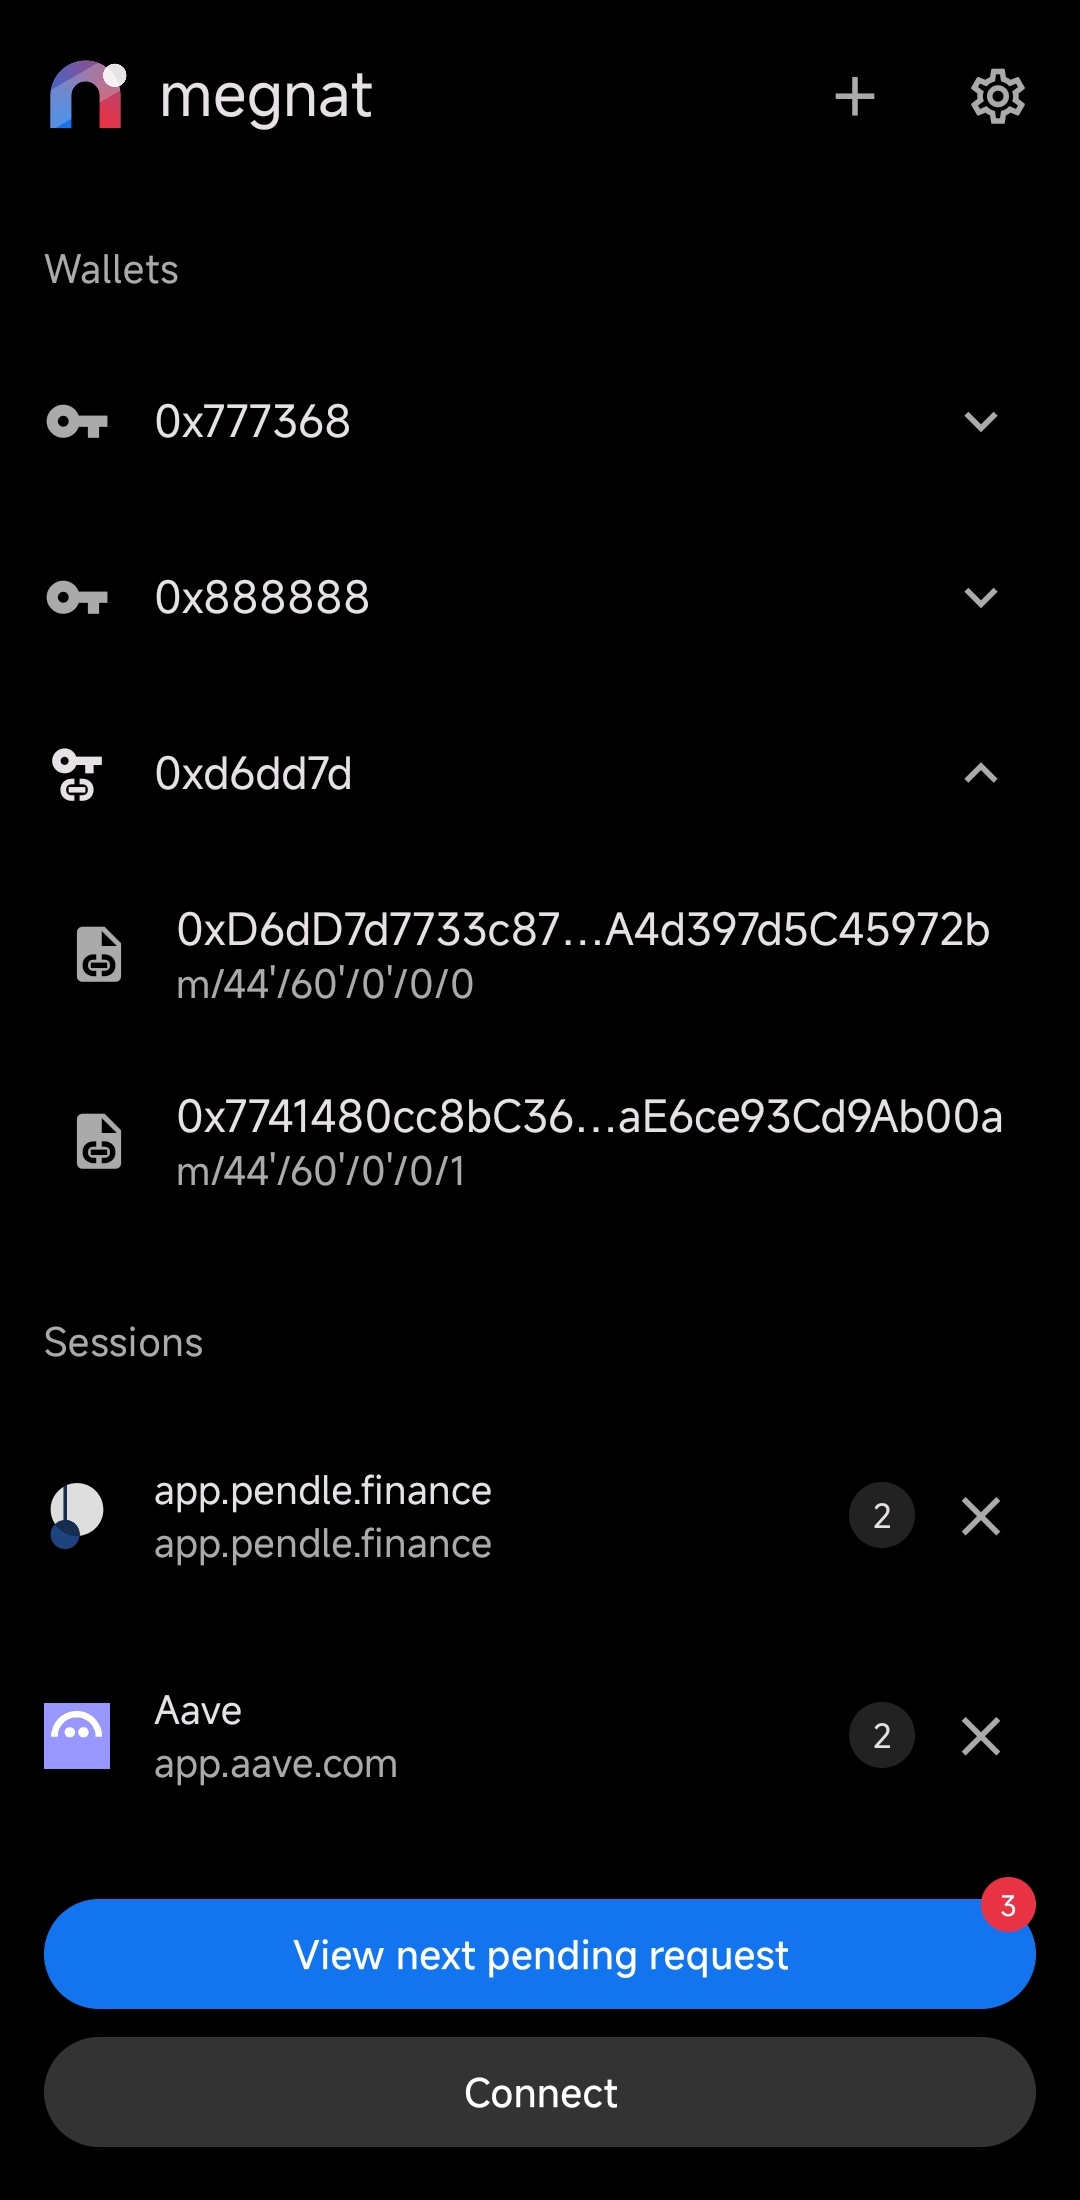 megnat
Wallets
0x777368
0x888888
0xd6dd7d
0xD6dD7d7733c87...A4d397d5C45972b
m/44'/60'/0'/0/0
0x7741480cc8bC36...aE6ce93Cd9Ab00a
m/44'/60'/0'/0/1
Sessions
app.pendle.finance
app.pendle.finance
2
Aave
app.aave.com
2
3
View next pending request
Connect